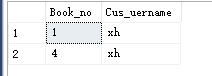 Book_no Cus_uername
1 1 xh
2 4 xh